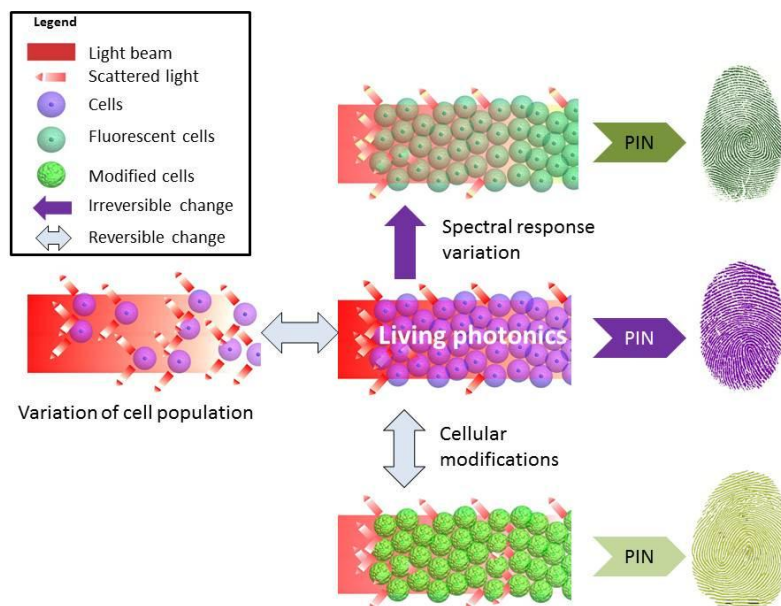 Legend
Light beam
Scattered light
Cells
Fluorescent cells
Modified cells
Irreversible change
Reversible change
PIN
Spectral response
variation
Living photonics
PIN
Variation of cell population
Cellular
modifications
PIN